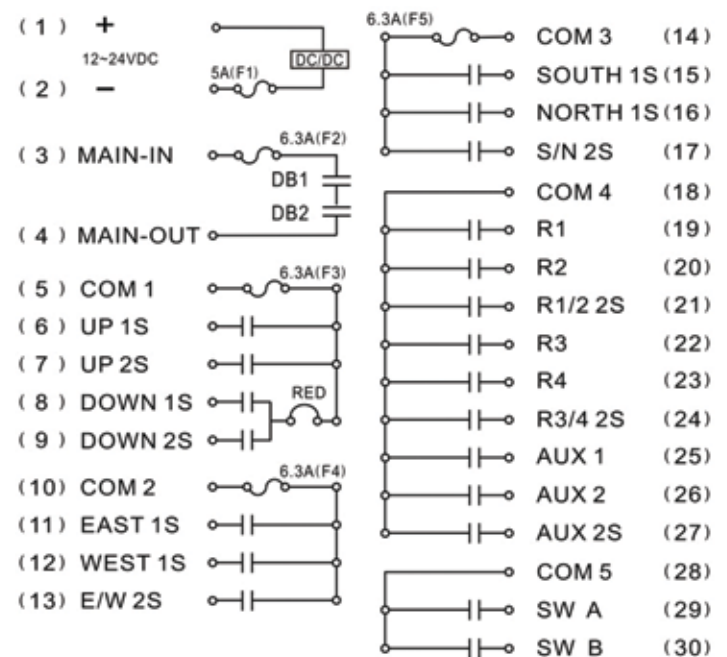 ( 1 ) +
12~24VDC
DC/DC
( 2 ) − 5A(F1)
( 3 ) MAIN-IN 6.3A(F2)
DB1
DB2
( 4 ) MAIN-OUT
6.3A(F3)
( 5 ) COM 1
( 6 ) UP 1S
( 7 ) UP 2S
( 8 ) DOWN 1S RED
( 9 ) DOWN 2S
6.3A(F4)
(10) COM 2
(11) EAST 1S
(12) WEST 1S
(13) E/W 2S
6.3A(F5)
COM 3 (14)
SOUTH 1S (15)
NORTH 1S (16)
S/N 2S (17)
COM 4 (18)
R1 (19)
R2 (20)
R1/2 2S (21)
R3 (22)
R4 (23)
R3/4 2S (24)
AUX 1 (25)
AUX 2 (26)
AUX 2S (27)
COM 5 (28)
SW A (29)
SW B (30)